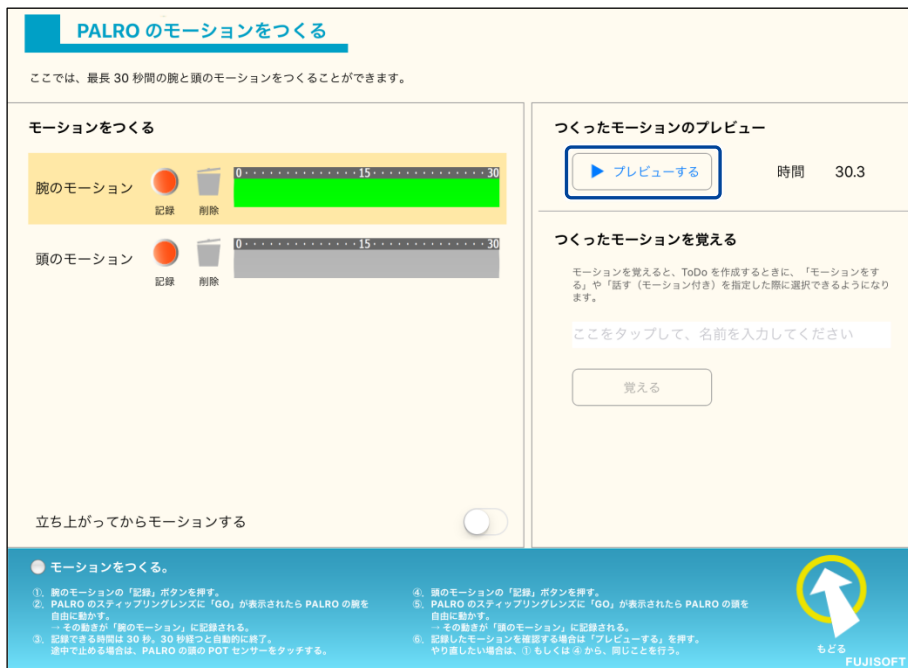 PALRO のモーションをつくる
ここでは、最長 30 秒間の腕と頭のモーションをつくることができます。
モーションをつくる
腕のモーション
記録
削除
0 · · · · · · · · · · · · · · 15 · · · · · · · · · · · · · · 30
頭のモーション
記録
削除
0 · · · · · · · · · · · · · · 15 · · · · · · · · · · · · · · 30
立ち上がってからモーションする
つくったモーションのプレビュー
▶ プレビューする
時間 30.3
つくったモーションを覚える
モーションを覚えると、ToDo を作成するときに、「モーションをす
る」や「話す（モーション付き）を指定した際に選択できるようになり
ます。
ここをタップして、名前を入力してください
覚える
モーションをつくる。
①．腕のモーションの「記録」ボタンを押す。
②．PALRO のスティップリングレンズに「GO」が表示されたら PALRO の腕を
自由に動かす。
→ その動きが「腕のモーション」に記録される。
③．記録できる時間は 30 秒。30 秒経つと自動的に終了。
途中で止める場合は、PALRO の頭の POT センサーをタッチする。
④．頭のモーションの「記録」ボタンを押す。
⑤．PALRO のスティップリングレンズに「GO」が表示されたら PALRO の頭を
自由に動かす。
→ その動きが「頭のモーション」に記録される。
⑥．記録したモーションを確認する場合は「プレビューする」を押す。
やり直したい場合は、① もしくは ④ から、同じことを行う。
もどる
FUJISOFT